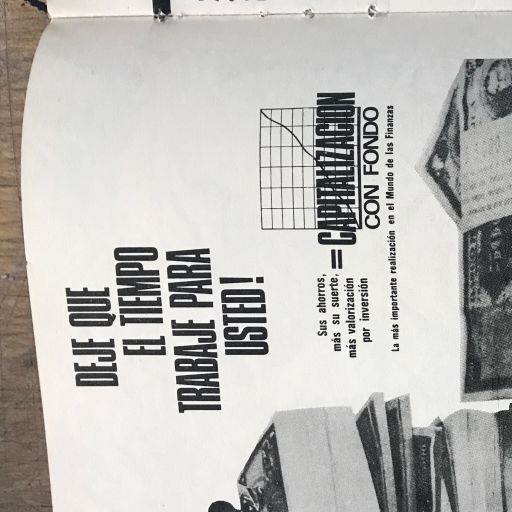 DEJE QUE
EL TIEMPO
TRABAJE PARA
USTED!
Sus ahorros,
más su suerte,
más valorización
por inversión
=
CAPITALIZACION
CON FONDO
La más importante realización en el Mundo de las Finanzas